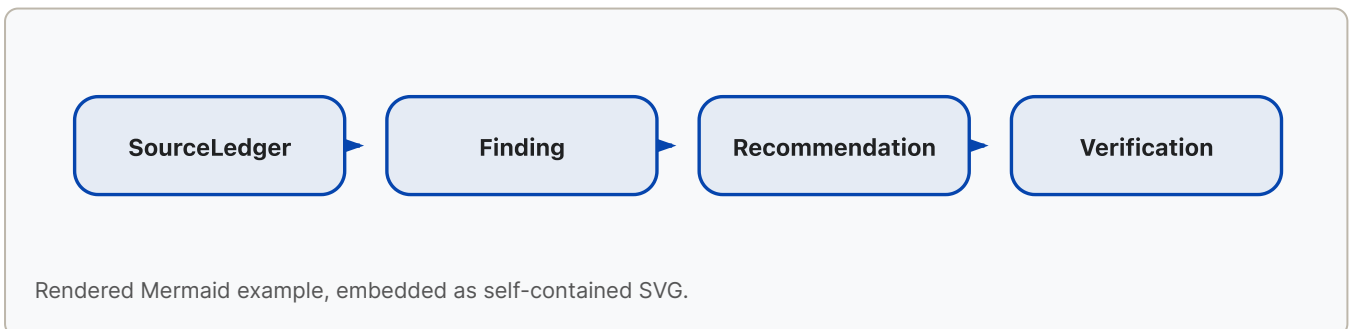 SourceLedger Finding Recommendation Verification
Rendered Mermaid example, embedded as self-contained SVG.